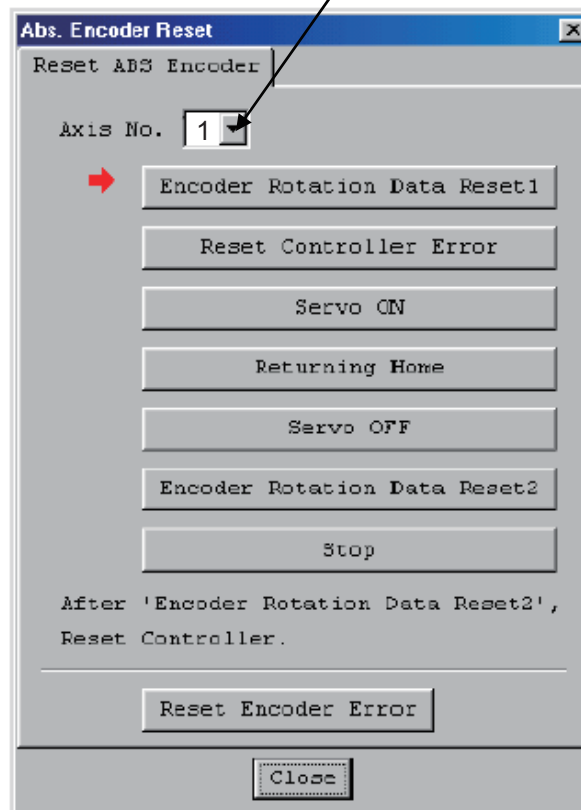 Abs. Encoder Reset
Reset ABS Encoder
Axis No. 1
Encoder Rotation Data Reset1
Reset Controller Error
Servo ON
Returning Home
Servo OFF
Encoder Rotation Data Reset2
Stop
After 'Encoder Rotation Data Reset2',
Reset Controller.
Reset Encoder Error
Close